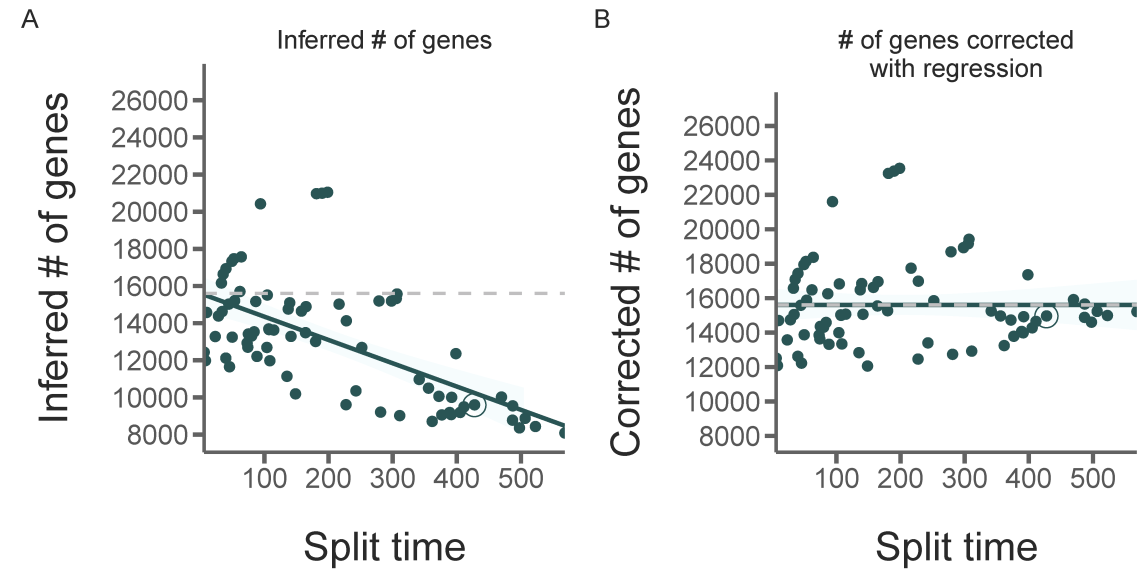 A
Inferred # of genes
Inferred # of genes
26000
24000
22000
20000
18000
16000
14000
12000
10000
8000
100 200 300 400 500
Split time
B
# of genes corrected
with regression
Corrected # of genes
26000
24000
22000
20000
18000
16000
14000
12000
10000
8000
100 200 300 400 500
Split time